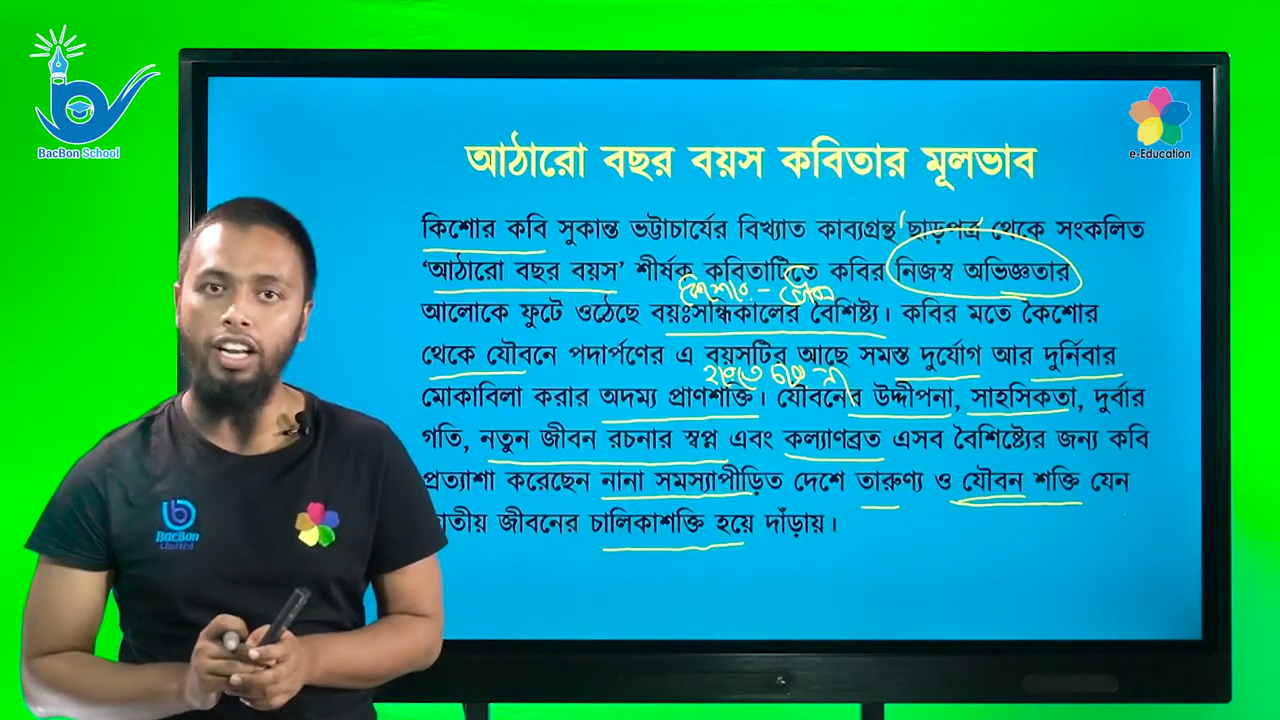 BacBon School
e-Education
আঠারো বছর বয়স কবিতার মূলভাব
কিশোর কবি সুকান্ত ভট্টাচার্যের বিখ্যাত কাব্যগ্রন্থ ‘ছাড়পত্র’ থেকে সংকলিত
‘আঠারো বছর বয়স’ শীর্ষক কবিতাটিতে কবির নিজস্ব অভিজ্ঞতার
আলোকে ফুটে ওঠেছে বয়ঃসন্ধিকালের বৈশিষ্ট্য। কবির মতে কৈশোর
থেকে যৌবনে পদার্পণের এ বয়সটির আছে সমস্ত দুর্যোগ আর দুর্নিবার
মোকাবিলা করার অদম্য প্রাণশক্তি। যৌবনের উদ্দীপনা, সাহসিকতা, দুর্বার
গতি, নতুন জীবন রচনার স্বপ্ন এবং কল্যাণব্রত এসব বৈশিষ্ট্যের জন্য কবি
প্রত্যাশা করেছেন নানা সমস্যাপীড়িত দেশে তারুণ্য ও যৌবন শক্তি যেন
জাতীয় জীবনের চালিকাশক্তি হয়ে দাঁড়ায়।
BacBon
Limited